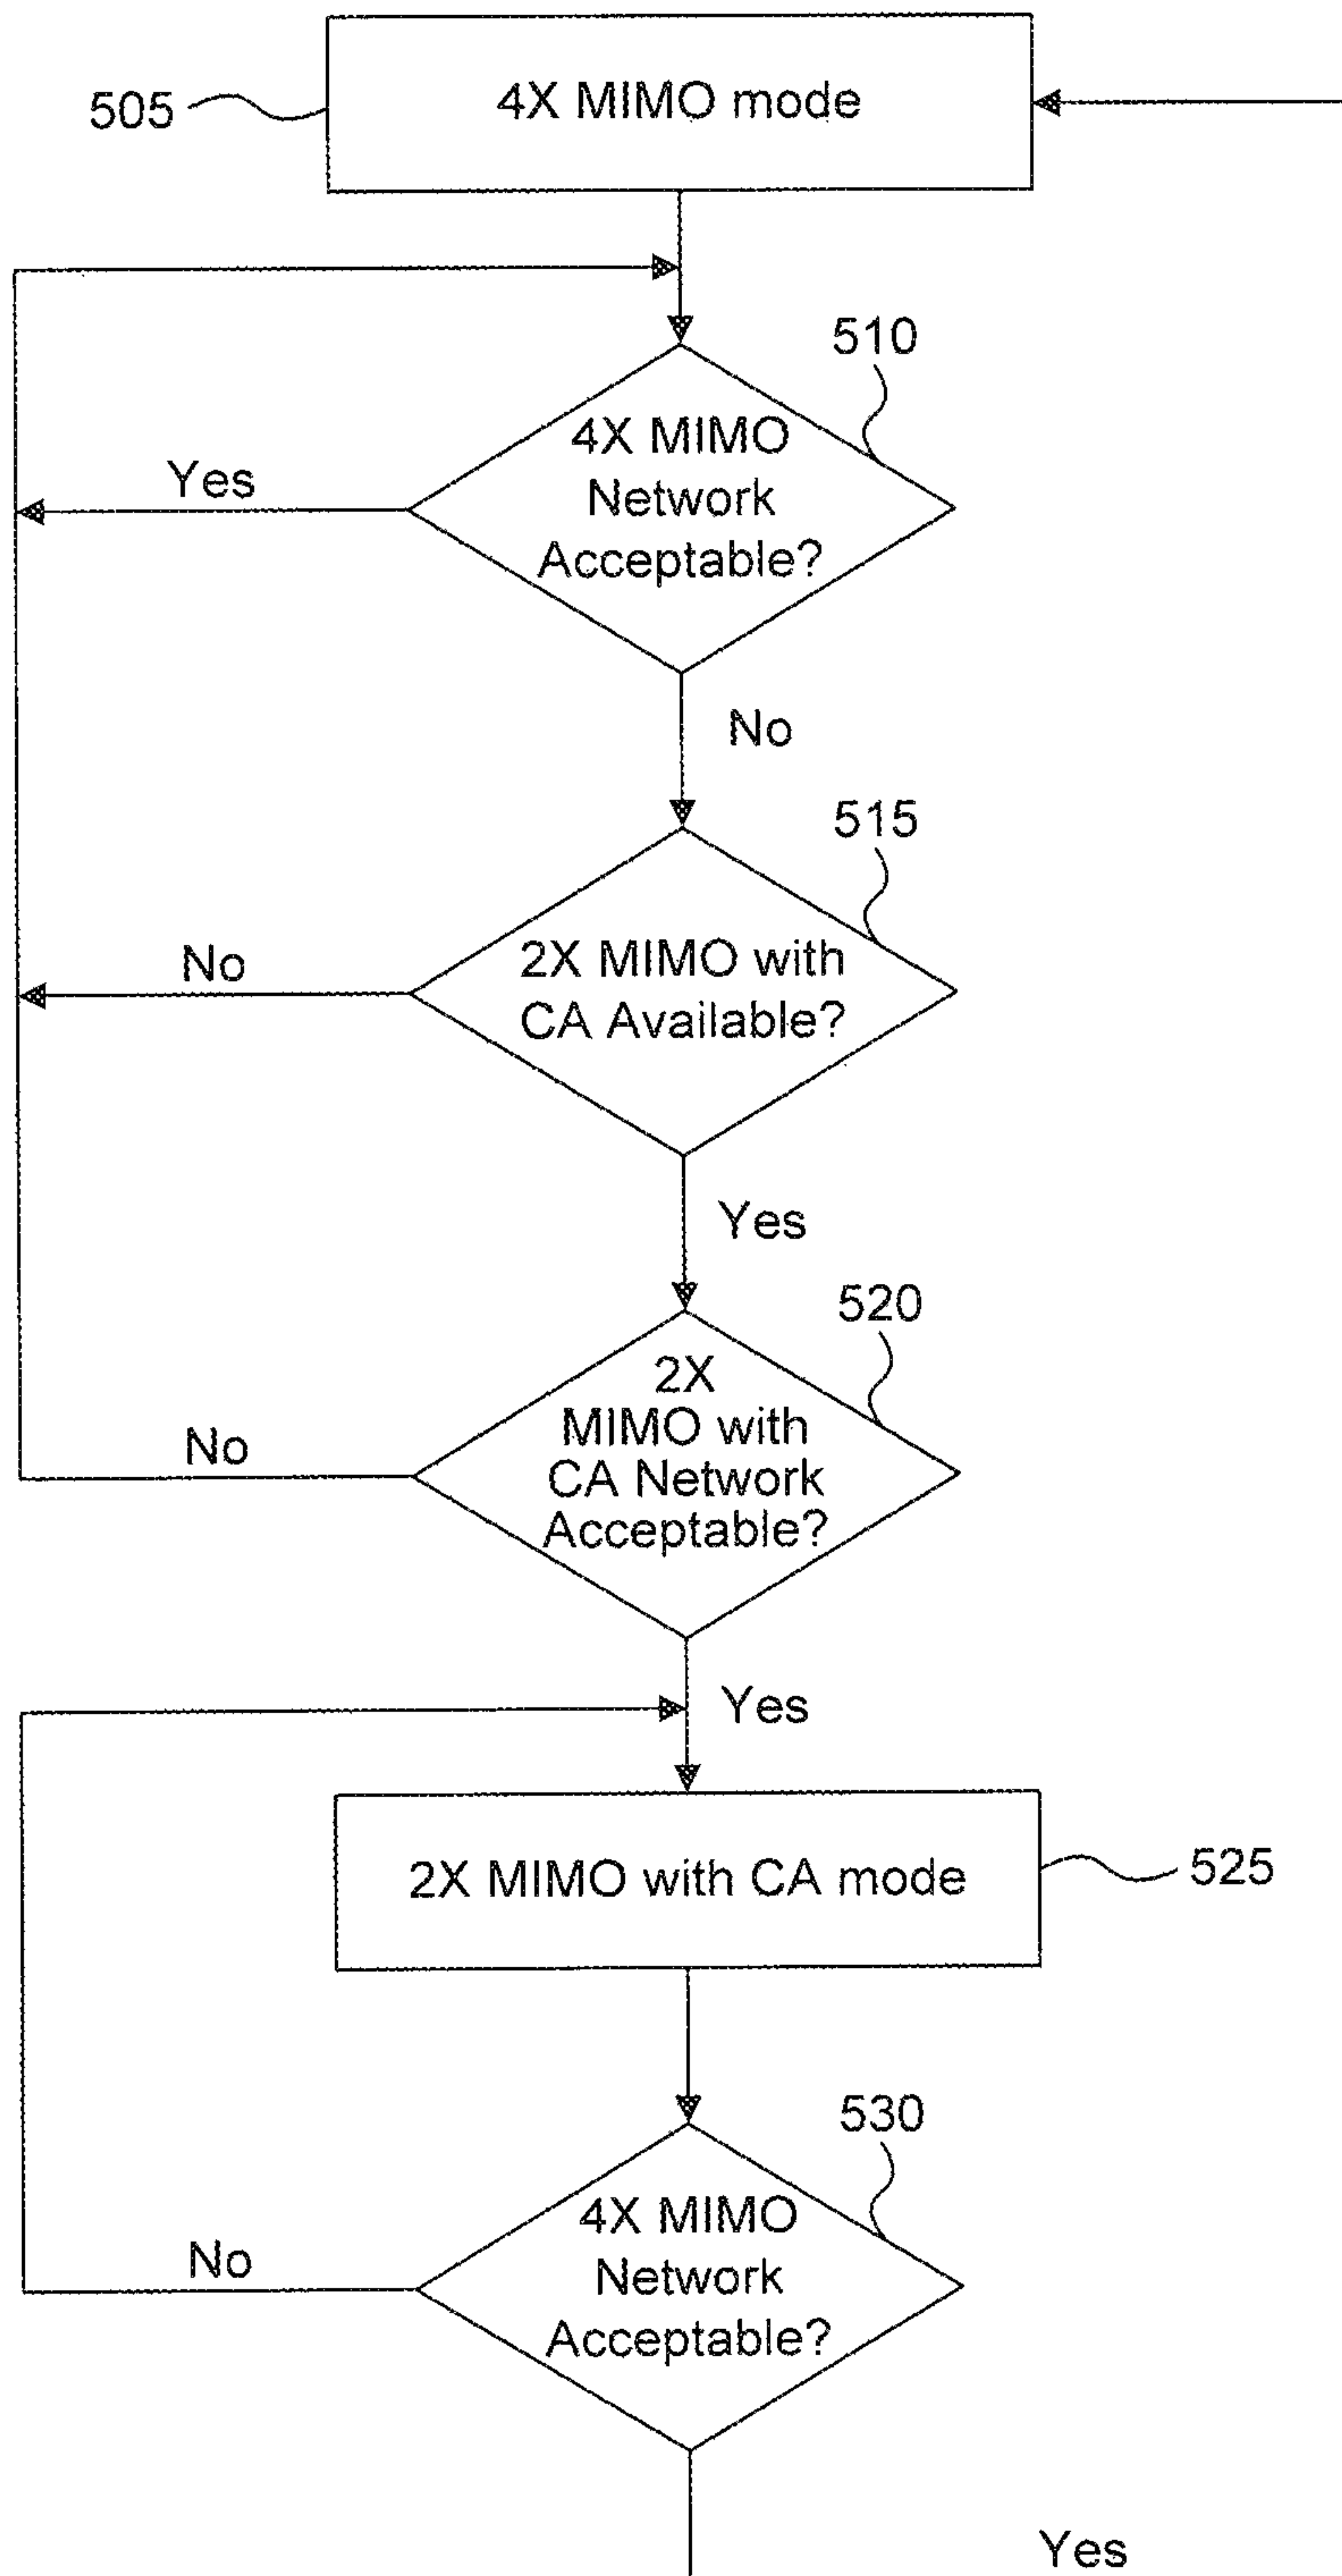 505
4X MIMO mode
510
4X MIMO
Network
Acceptable?
Yes
No
515
2X MIMO with
CA Available?
No
Yes
520
2X
MIMO with
CA Network
Acceptable?
No
Yes
2X MIMO with CA mode
525
530
4X MIMO
Network
Acceptable?
No
Yes